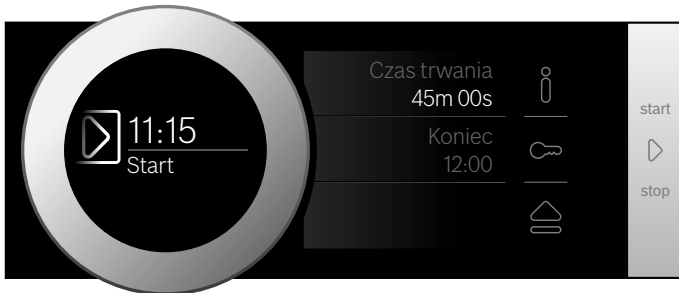 11:15
Start
Czas trwania
45m 00s
Koniec
12:00
start
stop